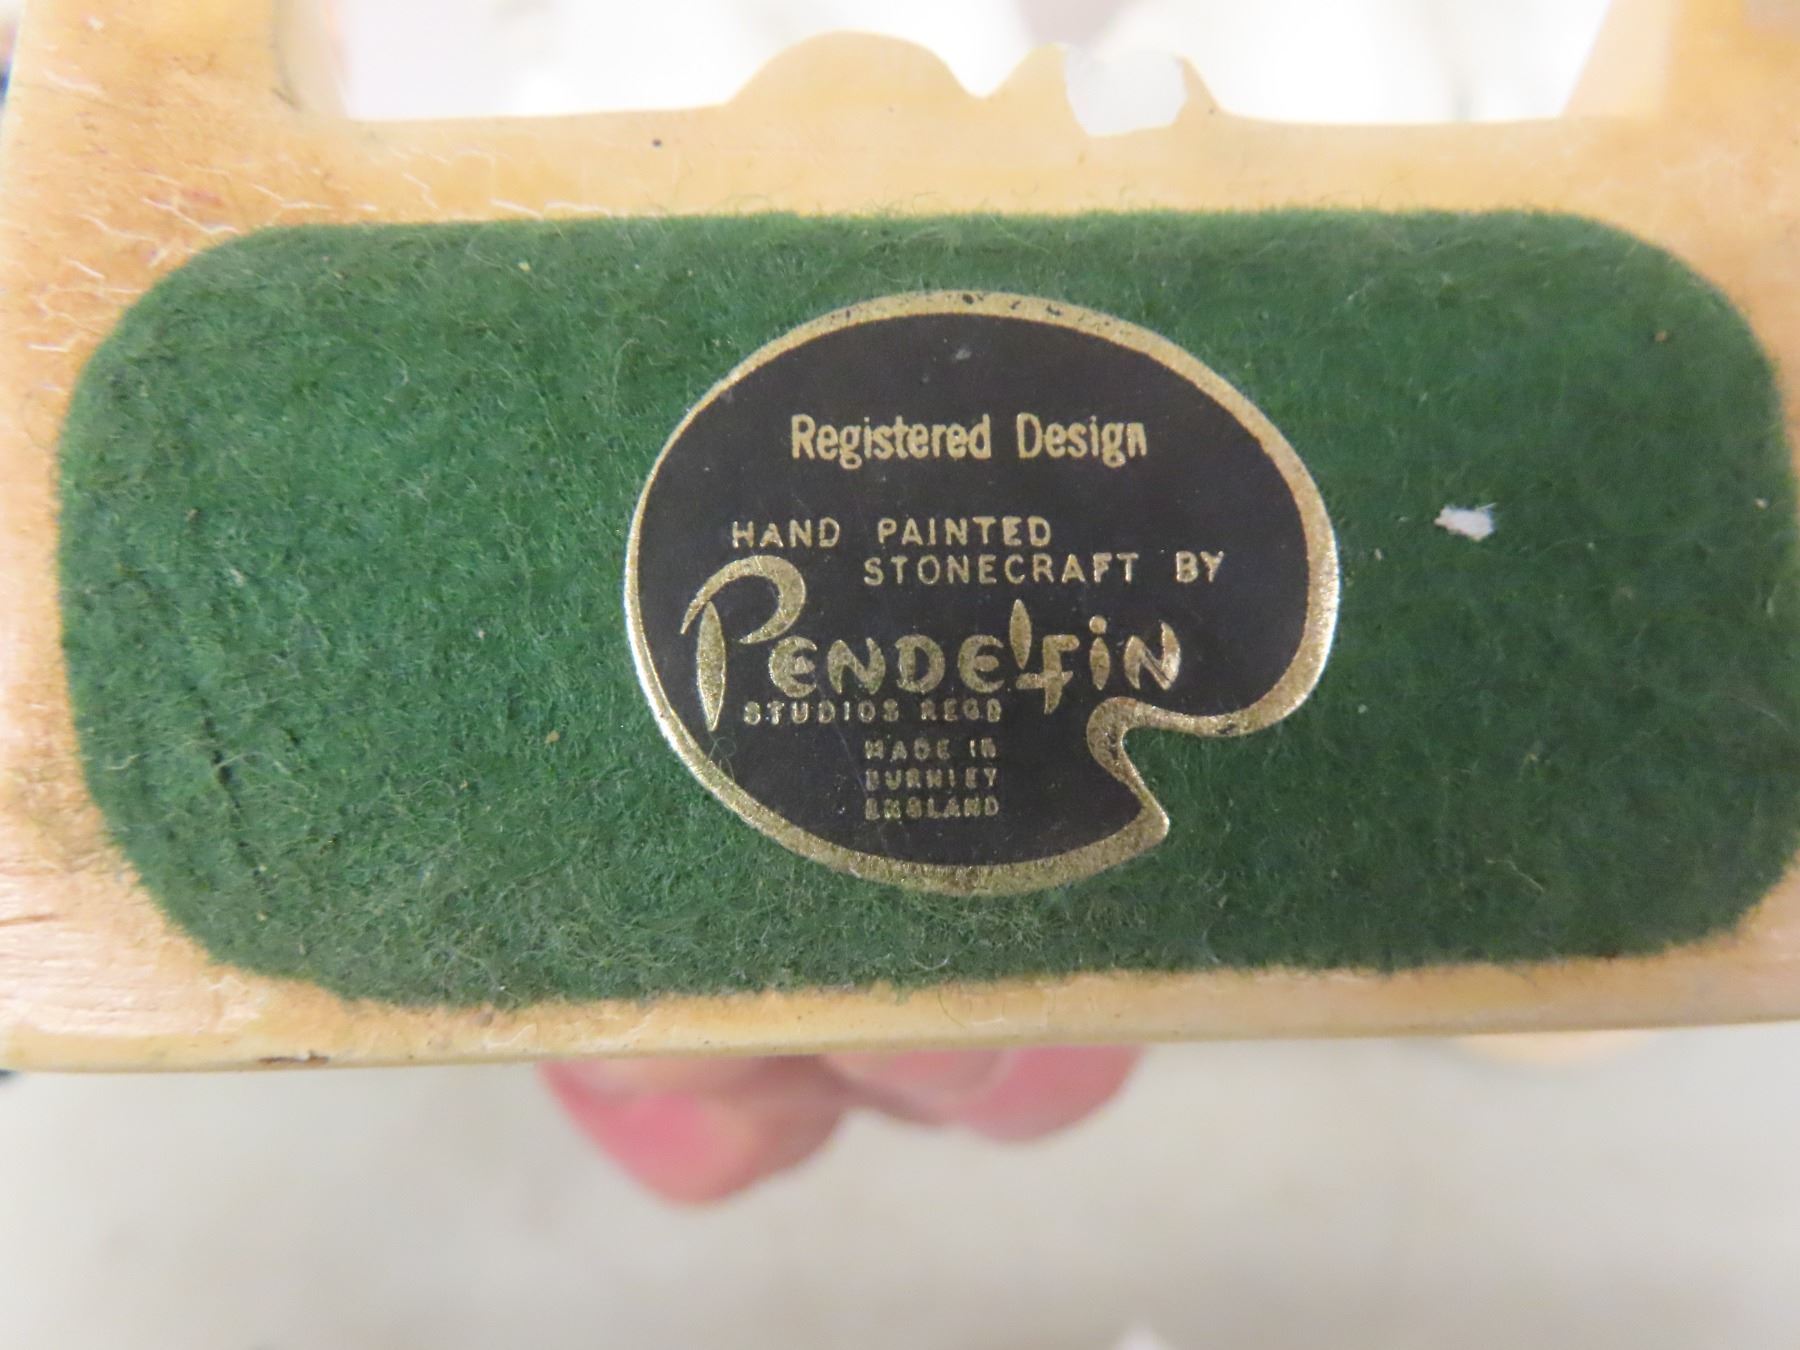 Registered Design
HAND PAINTED
STONECRAFT BY
PENDELFIN
STUDIOS REGD
MADE IN
BURNLEY
ENGLAND